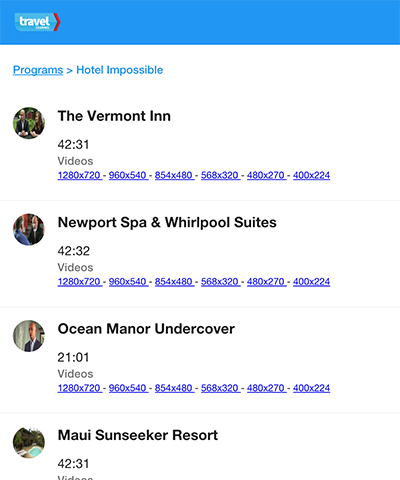 travel
CHANNEL
Programs > Hotel Impossible
The Vermont Inn
42:31
Videos
1280x720 - 960x540 - 854x480 - 568x320 - 480x270 - 400x224
Newport Spa & Whirlpool Suites
42:32
Videos
1280x720 - 960x540 - 854x480 - 568x320 - 480x270 - 400x224
Ocean Manor Undercover
21:01
Videos
1280x720 - 960x540 - 854x480 - 568x320 - 480x270 - 400x224
Maui Sunseeker Resort
42:31
Videos